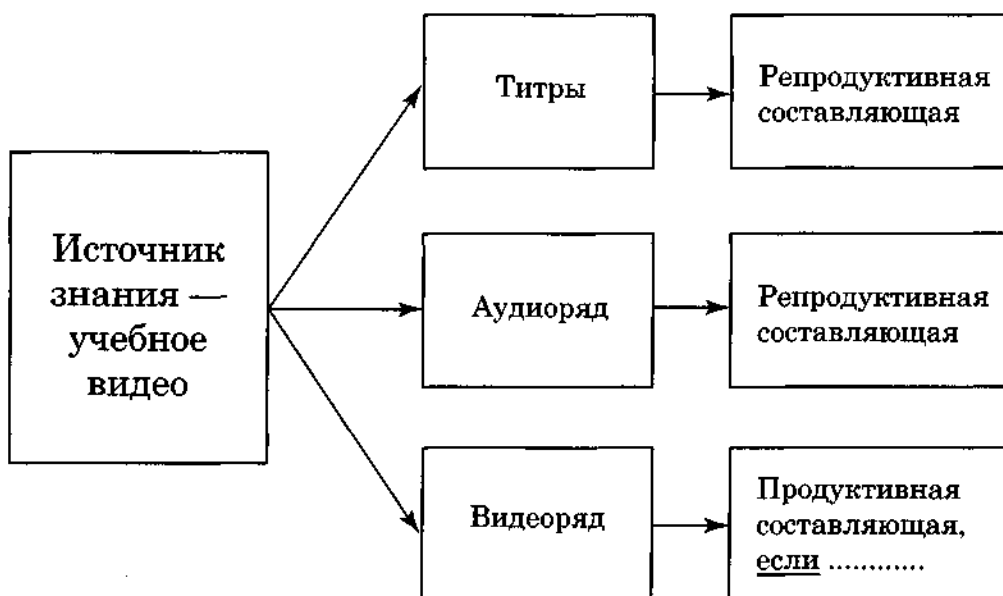 Источник
знания —
учебное
видео
Титры
Репродуктивная
составляющая
Аудиоряд
Репродуктивная
составляющая
Видеоряд
Продуктивная
составляющая,
если ............